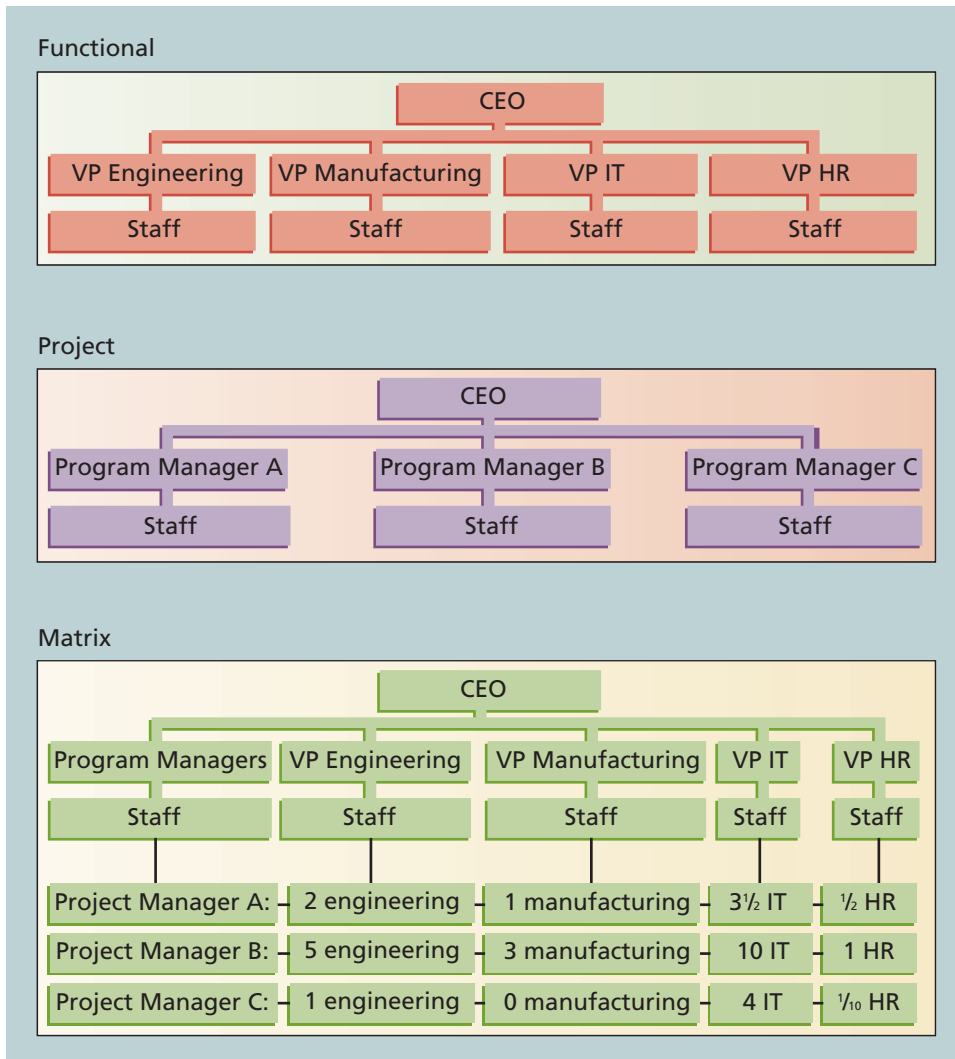 Functional
CEO
VP Engineering VP Manufacturing VP IT VP HR
Staff Staff Staff Staff
Project
CEO
Program Manager A Program Manager B Program Manager C
Staff Staff Staff
Matrix
CEO
Program Managers VP Engineering VP Manufacturing VP IT VP HR
Staff Staff Staff Staff Staff
Project Manager A: 2 engineering 1 manufacturing 3½ IT ½ HR
Project Manager B: 5 engineering 3 manufacturing 10 IT 1 HR
Project Manager C: 1 engineering 0 manufacturing 4 IT 1/10 HR